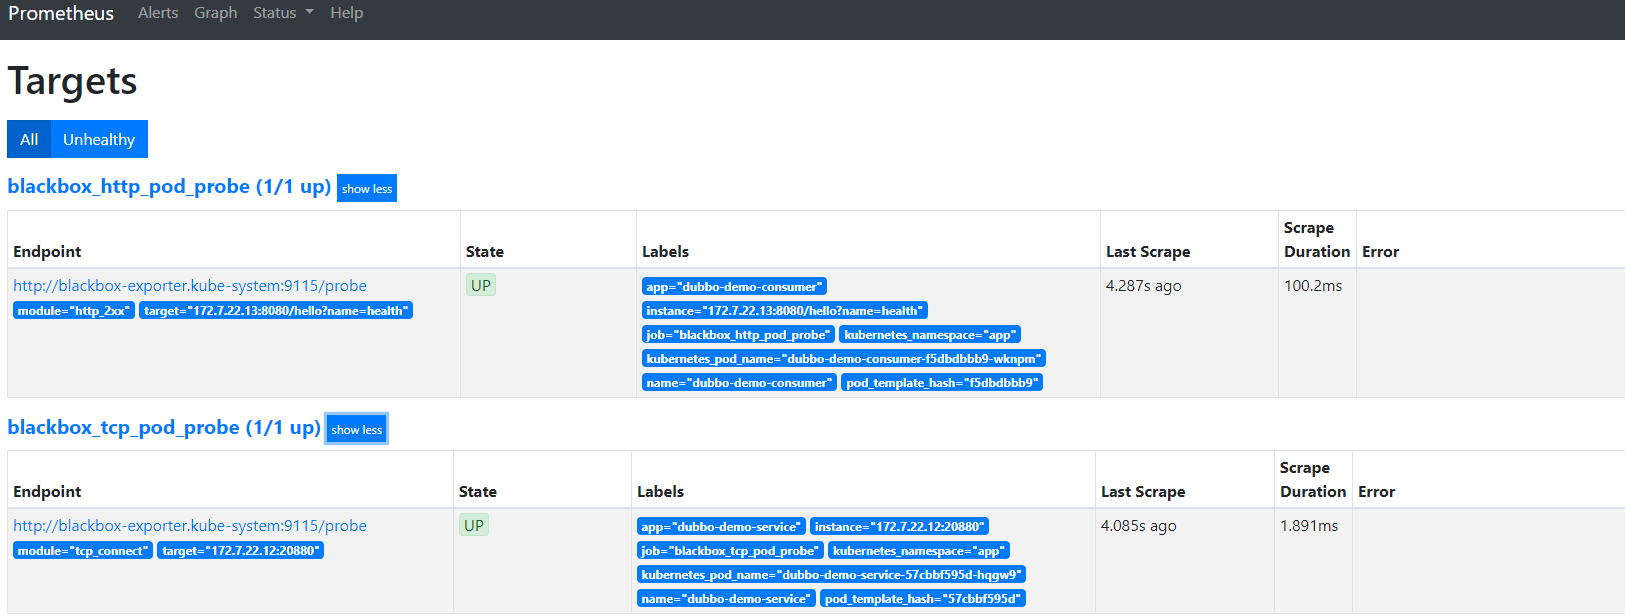 Prometheus Alerts Graph Status Help
Targets
All Unhealthy
blackbox_http_pod_probe (1/1 up) show less
Endpoint State Labels Last Scrape Scrape Duration Error
http://blackbox-exporter.kube-system:9115/probe UP app="dubbo-demo-consumer" 4.287s ago 100.2ms
module="http_2xx" target="172.7.22.13:8080/hello?name=health" instance="172.7.22.13:8080/hello?name=health"
job="blackbox_http_pod_probe" kubernetes_namespace="app"
kubernetes_pod_name="dubbo-demo-consumer-f5dbdbbb9-wknpm"
name="dubbo-demo-consumer" pod_template_hash="f5dbdbbb9"
blackbox_tcp_pod_probe (1/1 up) show less
Endpoint State Labels Last Scrape Scrape Duration Error
http://blackbox-exporter.kube-system:9115/probe UP app="dubbo-demo-service" instance="172.7.22.12:20880" 4.085s ago 1.891ms
module="tcp_connect" target="172.7.22.12:20880" job="blackbox_tcp_pod_probe" kubernetes_namespace="app"
kubernetes_pod_name="dubbo-demo-service-57cbbf595d-hqgw9"
name="dubbo-demo-service" pod_template_hash="57cbbf595d"